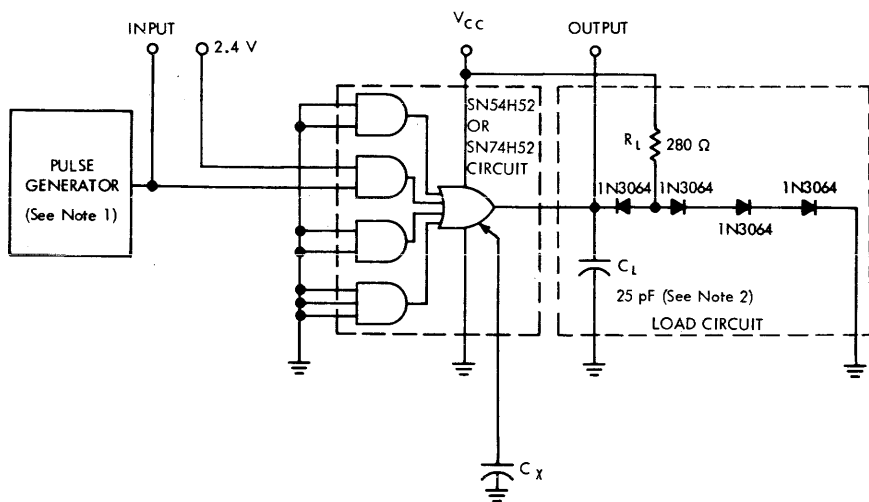 INPUT
2.4 V
VCC
OUTPUT
PULSE
GENERATOR
(See Note 1)
SN54H52
OR
SN74H52
CIRCUIT
RL
280 Ω
1N3064
1N3064
1N3064
1N3064
CL
25 pF (See Note 2)
LOAD CIRCUIT
CX